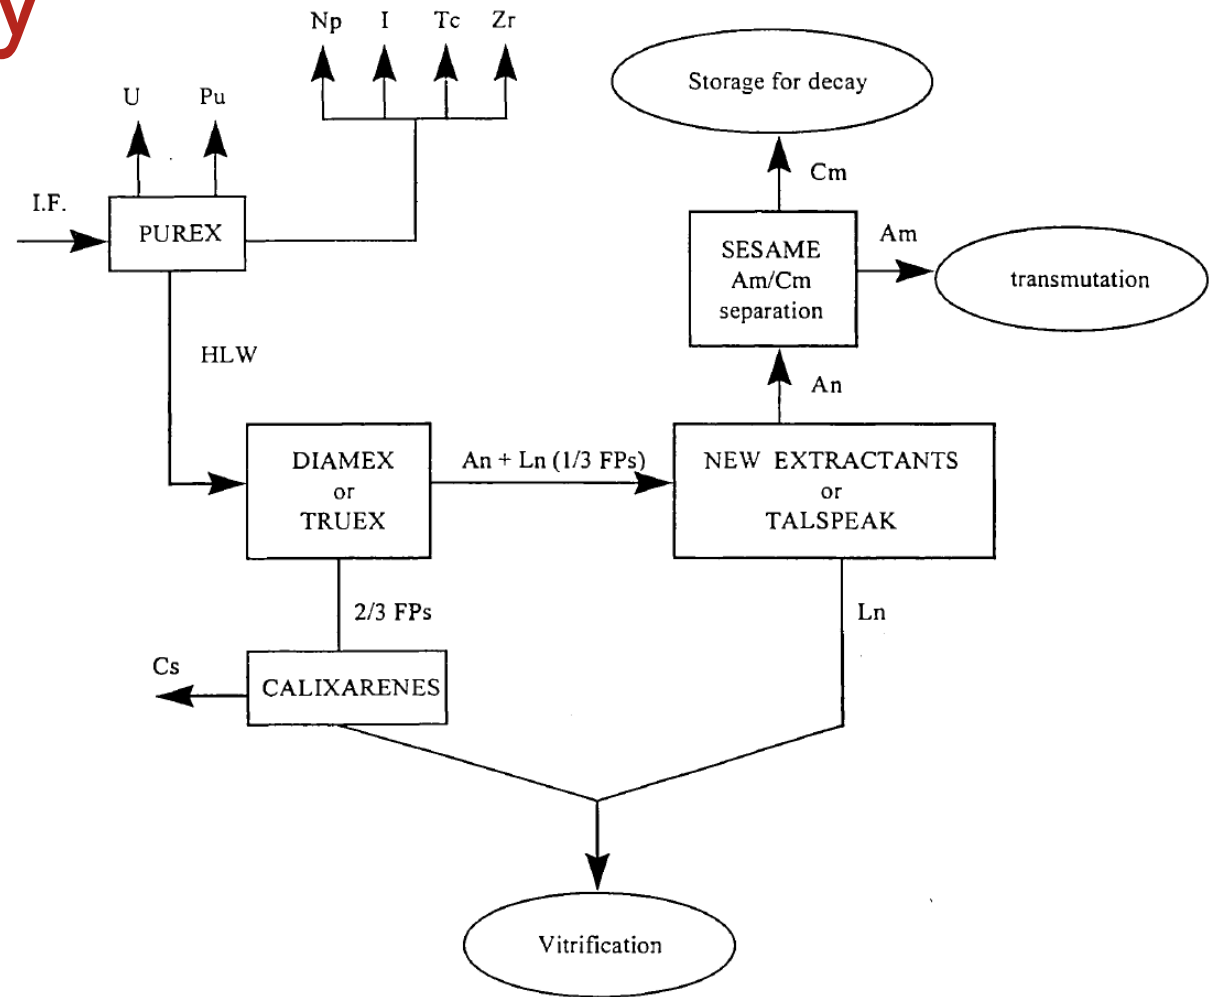 y
Np I Tc Zr
U Pu
I.F.
PUREX
HLW
Storage for decay
Cm
SESAME
Am/Cm
separation
Am
transmutation
An
DIAMEX
or
TRUEX
An + Ln (1/3 FPs)
NEW EXTRACTANTS
or
TALSPEAK
2/3 FPs
Ln
Cs
CALIXARENES
Vitrification